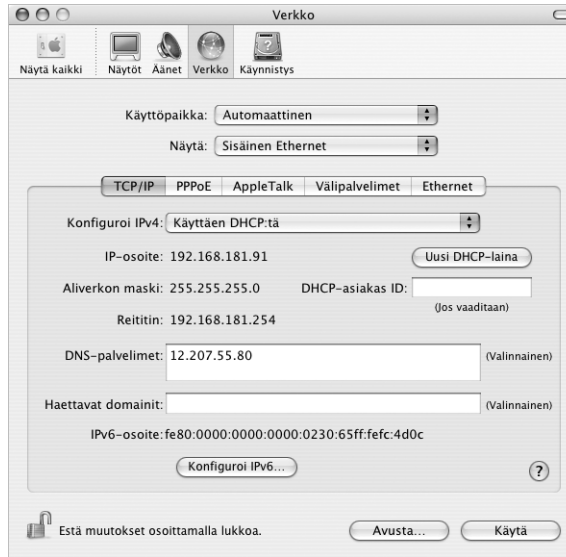 Verkko
Näytä kaikki Näytöt Äänet Verkko Käynnistys
Käyttöpaikka: Automaattinen
Näytä: Sisäinen Ethernet
TCP/IP PPPoE AppleTalk Välipalvelimet Ethernet
Konfiguroi IPv4: Käyttäen DHCP:tä
IP-osoite: 192.168.181.91 Uusi DHCP-laina
Aliverkon maski: 255.255.255.0 DHCP-asiakas ID:
(Jos vaaditaan)
Reititin: 192.168.181.254
DNS-palvelimet: 12.207.55.80 (Valinnainen)
Haettavat domainit: (Valinnainen)
IPv6-osoite:fe80:0000:0000:0000:0230:65ff:fefc:4d0c
Konfiguroi IPv6... ?
Estä muutokset osoittamalla lukkoa. Avusta... Käytä